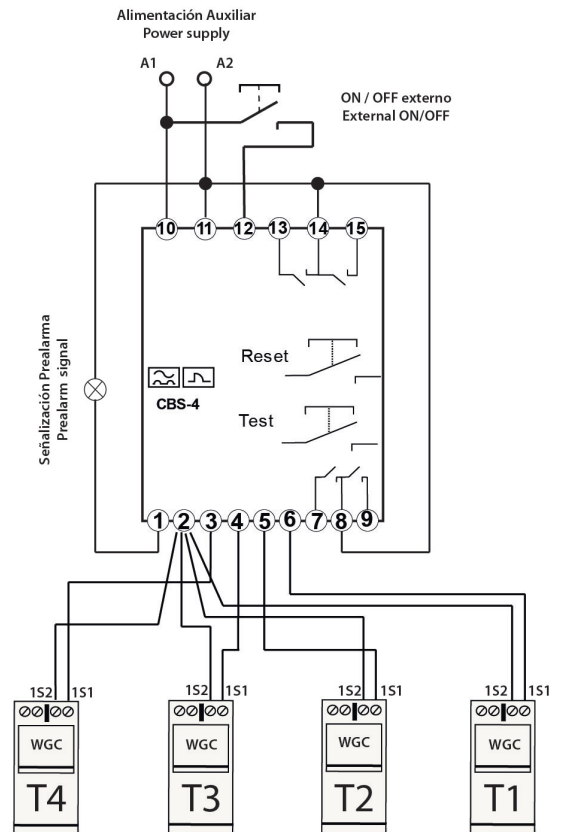 Alimentación Auxiliar
Power supply
A1
A2
ON / OFF externo
External ON/OFF
10
11
12
13
14
15
Señalización Prealarma
Prealarm signal
Reset
CBS-4
Test
1
2
3
4
5
6
7
8
9
1S2
1S1
1S2
1S1
1S2
1S1
1S2
1S1
WGC
WGC
WGC
WGC
T4
T3
T2
T1